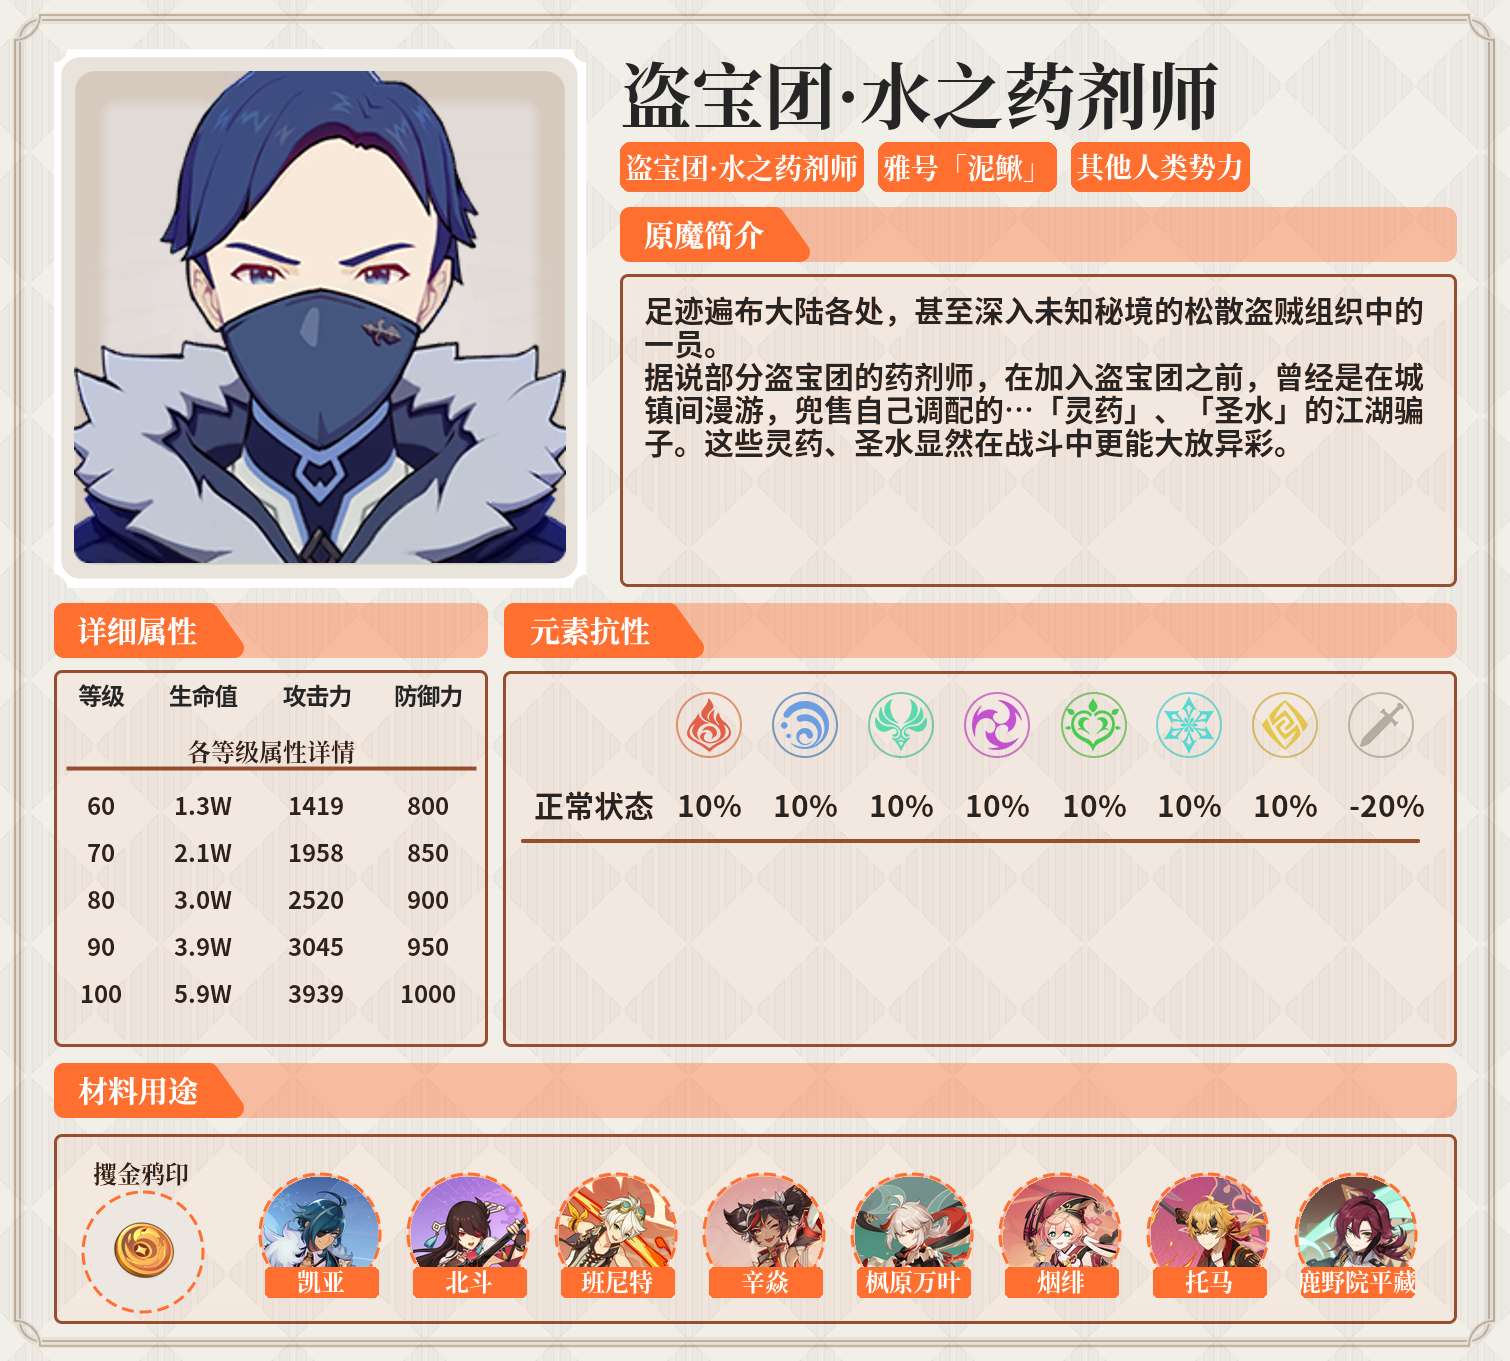 盗宝团·水之药剂师
盗宝团·水之药剂师 雅号「泥鳅」 其他人类势力
原魔简介
足迹遍布大陆各处，甚至深入未知秘境的松散盗贼组织中的
一员。
据说部分盗宝团的药剂师，在加入盗宝团之前，曾经是在城
镇间漫游，兜售自己调配的…「灵药」、「圣水」的江湖骗
子。这些灵药、圣水显然在战斗中更能大放异彩。
详细属性
等级 生命值 攻击力 防御力
各等级属性详情
60 1.3W 1419 800
70 2.1W 1958 850
80 3.0W 2520 900
90 3.9W 3045 950
100 5.9W 3939 1000
元素抗性
正常状态 10% 10% 10% 10% 10% 10% 10% -20%
材料用途
攫金鸦印
凯亚 北斗 班尼特 辛焱 枫原万叶 烟绯 托马 鹿野院平藏